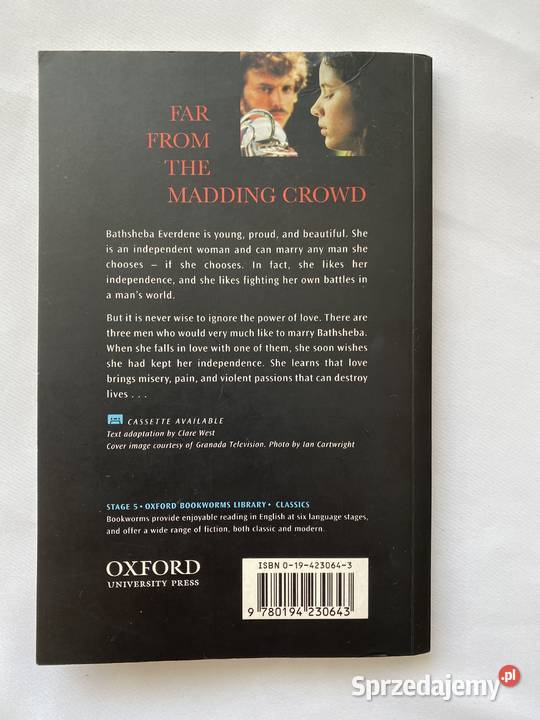 FAR
FROM
THE
MADDING CROWD
Bathsheba Everdene is young, proud, and beautiful. She
is an independent woman and can marry any man she
chooses – if she chooses. In fact, she likes her
independence, and she likes fighting her own battles in
a man's world.
But it is never wise to ignore the power of love. There are
three men who would very much like to marry Bathsheba.
When she falls in love with one of them, she soon wishes
she had kept her independence. She learns that love
brings misery, pain, and violent passions that can destroy
lives . . .
CASSETTE AVAILABLE
Text adaptation by Clare West
Cover image courtesy of Granada Television. Photo by Ian Cartwright
STAGE 5 • OXFORD BOOKWORMS LIBRARY • CLASSICS
Bookworms provide enjoyable reading in English at six language stages,
and offer a wide range of fiction, both classic and modern.
OXFORD
UNIVERSITY PRESS
ISBN 0-19-423064-3
9 780194 230643
Sprzedajemy.pl